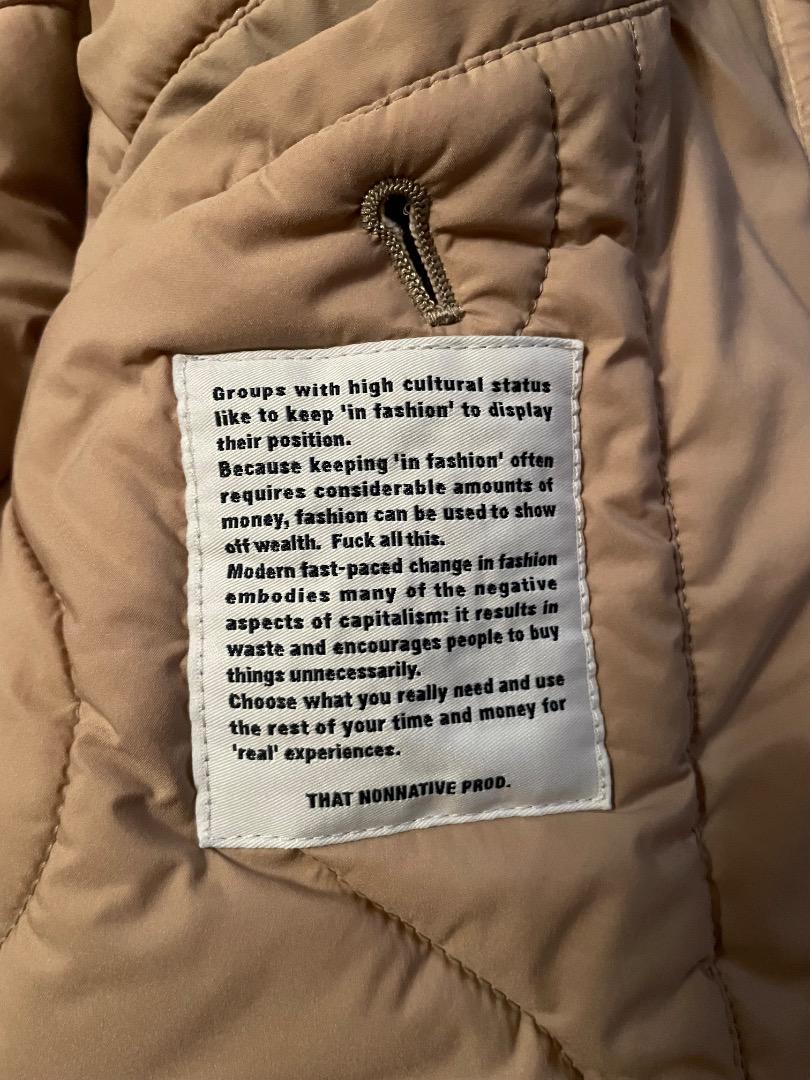 Groups with high cultural status
like to keep 'in fashion' to display
their position.
Because keeping 'in fashion' often
requires considerable amounts of
money, fashion can be used to show
off wealth. Fuck all this.
Modern fast-paced change in fashion
embodies many of the negative
aspects of capitalism: it results in
waste and encourages people to buy
things unnecessarily.
Choose what you really need and use
the rest of your time and money for
'real' experiences.
THAT NONNATIVE PROD.